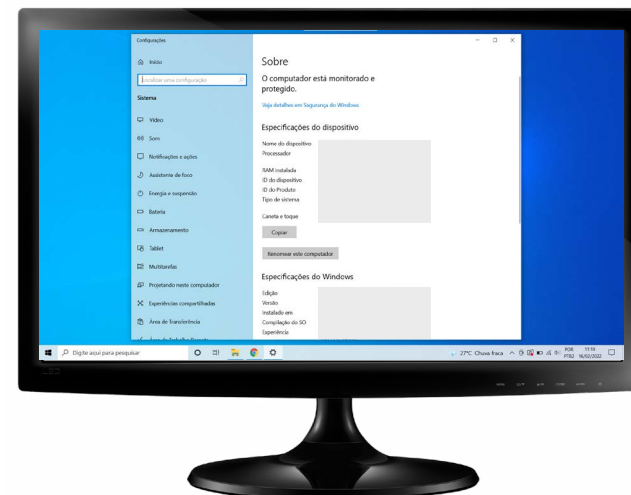 Configurações
Início
Localizar uma configuração
Sistema
Vídeo
Som
Notificações e ações
Assistente de foco
Energia e suspensão
Bateria
Armazenamento
Tablet
Multitarefas
Projetando neste computador
Experiências compartilhadas
Área de Transferência
Sobre
O computador está monitorado e
protegido.
Veja detalhes em Segurança do Windows
Especificações do dispositivo
Nome do dispositivo
Processador
RAM instalada
ID do dispositivo
ID do Produto
Tipo de sistema
Caneta e toque
Copiar
Renomear este computador
Especificações do Windows
Edição
Versão
Instalado em
Compilação do SO
Experiência
Digite aqui para pesquisar
27°C Chuva fraca
POR
PTB2
16/02/2022